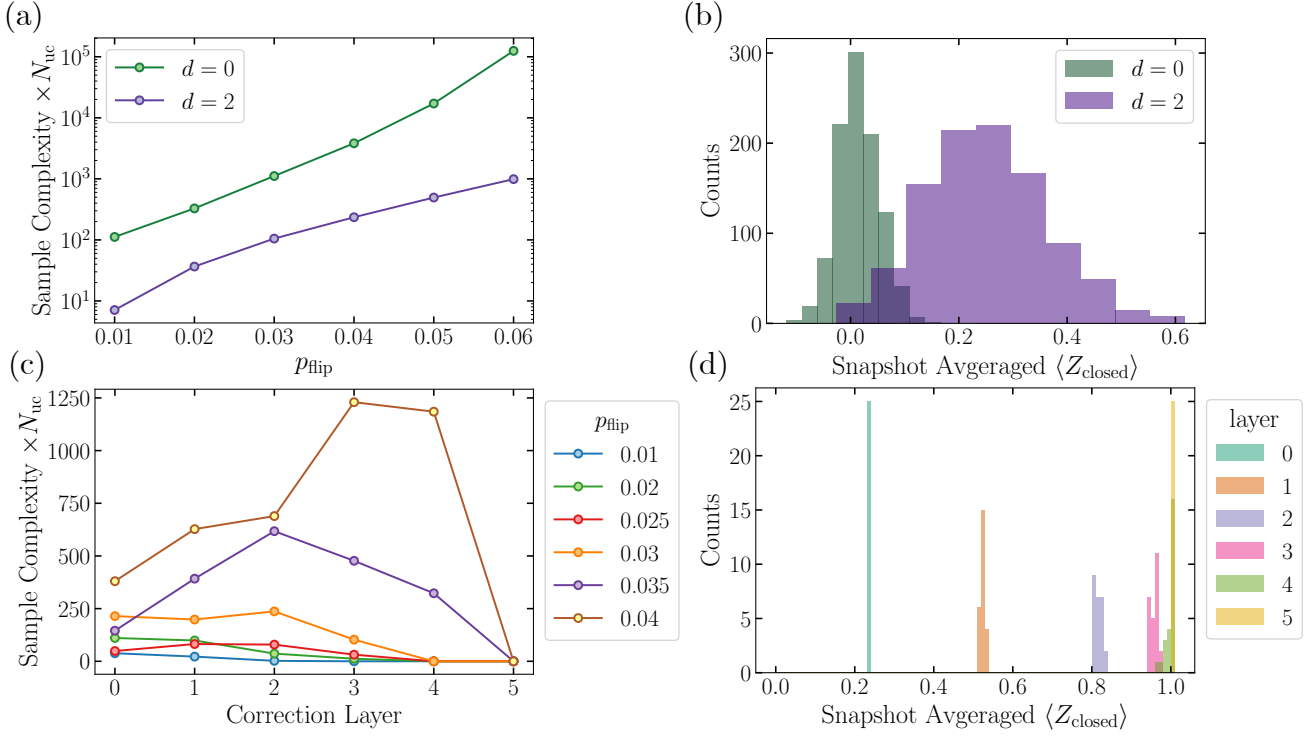 (a)
Sample Complexity × N_uc
10^5
10^4
10^3
10^2
10^1
d = 0
d = 2
0.01 0.02 0.03 0.04 0.05 0.06
p_flip
(b)
Counts
300
200
100
0
d = 0
d = 2
0.0 0.2 0.4 0.6
Snapshot Avgeraged ⟨Z_closed⟩
(c)
Sample Complexity × N_uc
1250
1000
750
500
250
0
0 1 2 3 4 5
Correction Layer
p_flip
0.01
0.02
0.025
0.03
0.035
0.04
(d)
Counts
25
20
15
10
5
0
0.0 0.2 0.4 0.6 0.8 1.0
Snapshot Avgeraged ⟨Z_closed⟩
layer
0
1
2
3
4
5